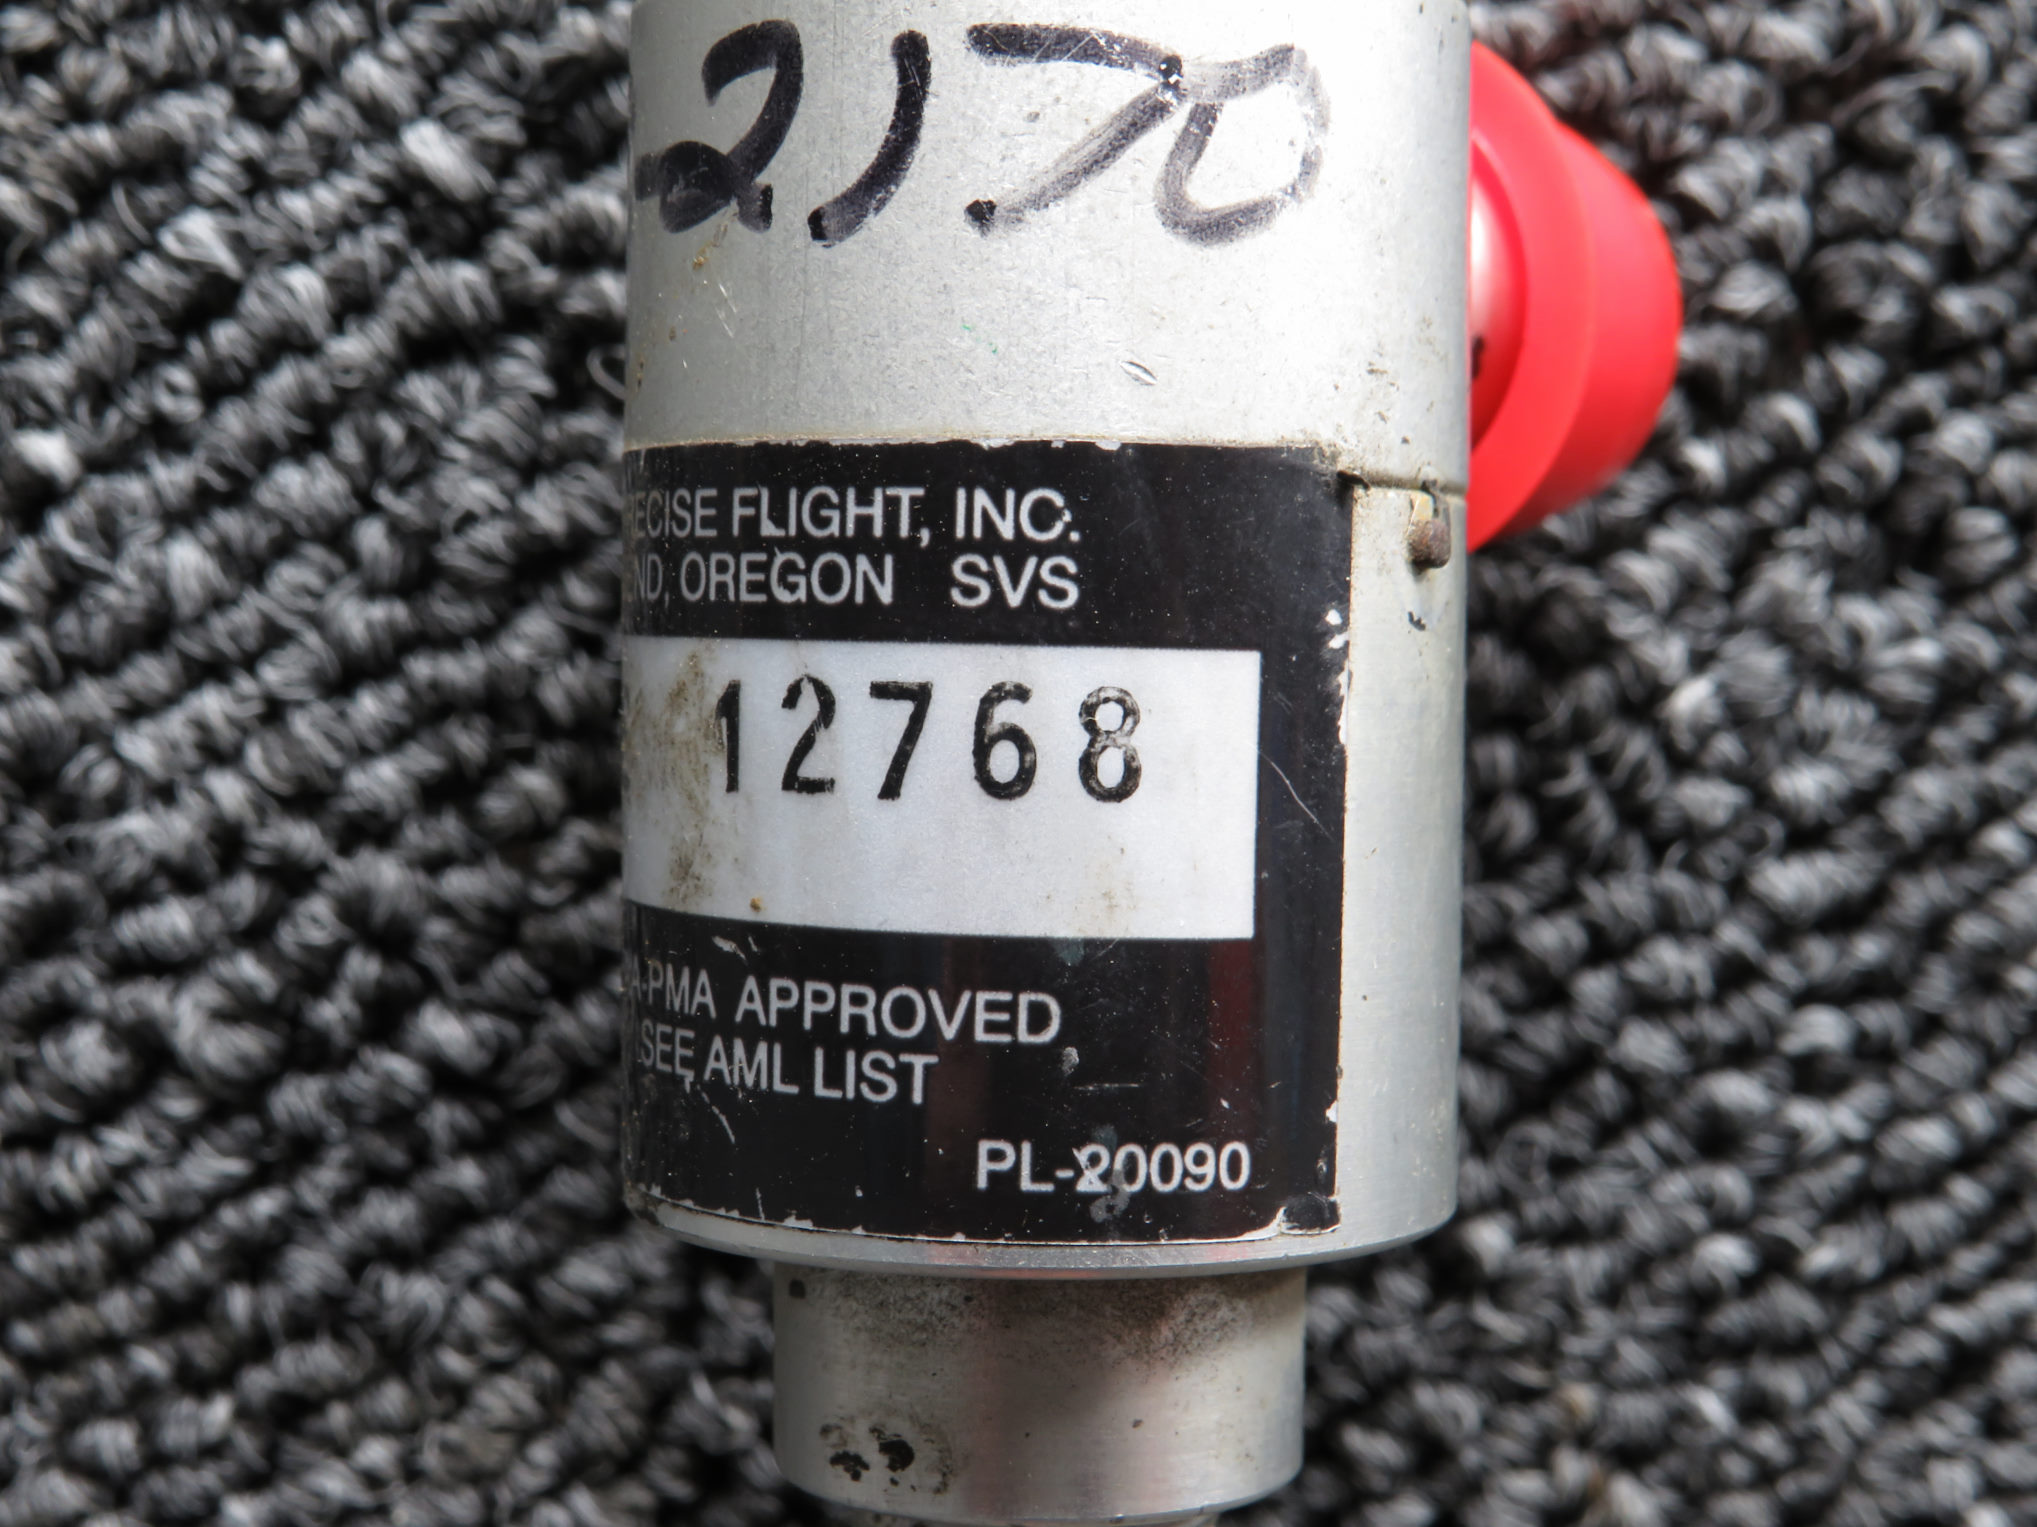 2170
RECISE FLIGHT, INC.
ND, OREGON SVS
12768
A-PMA APPROVED
SEE AML LIST
PL-20090